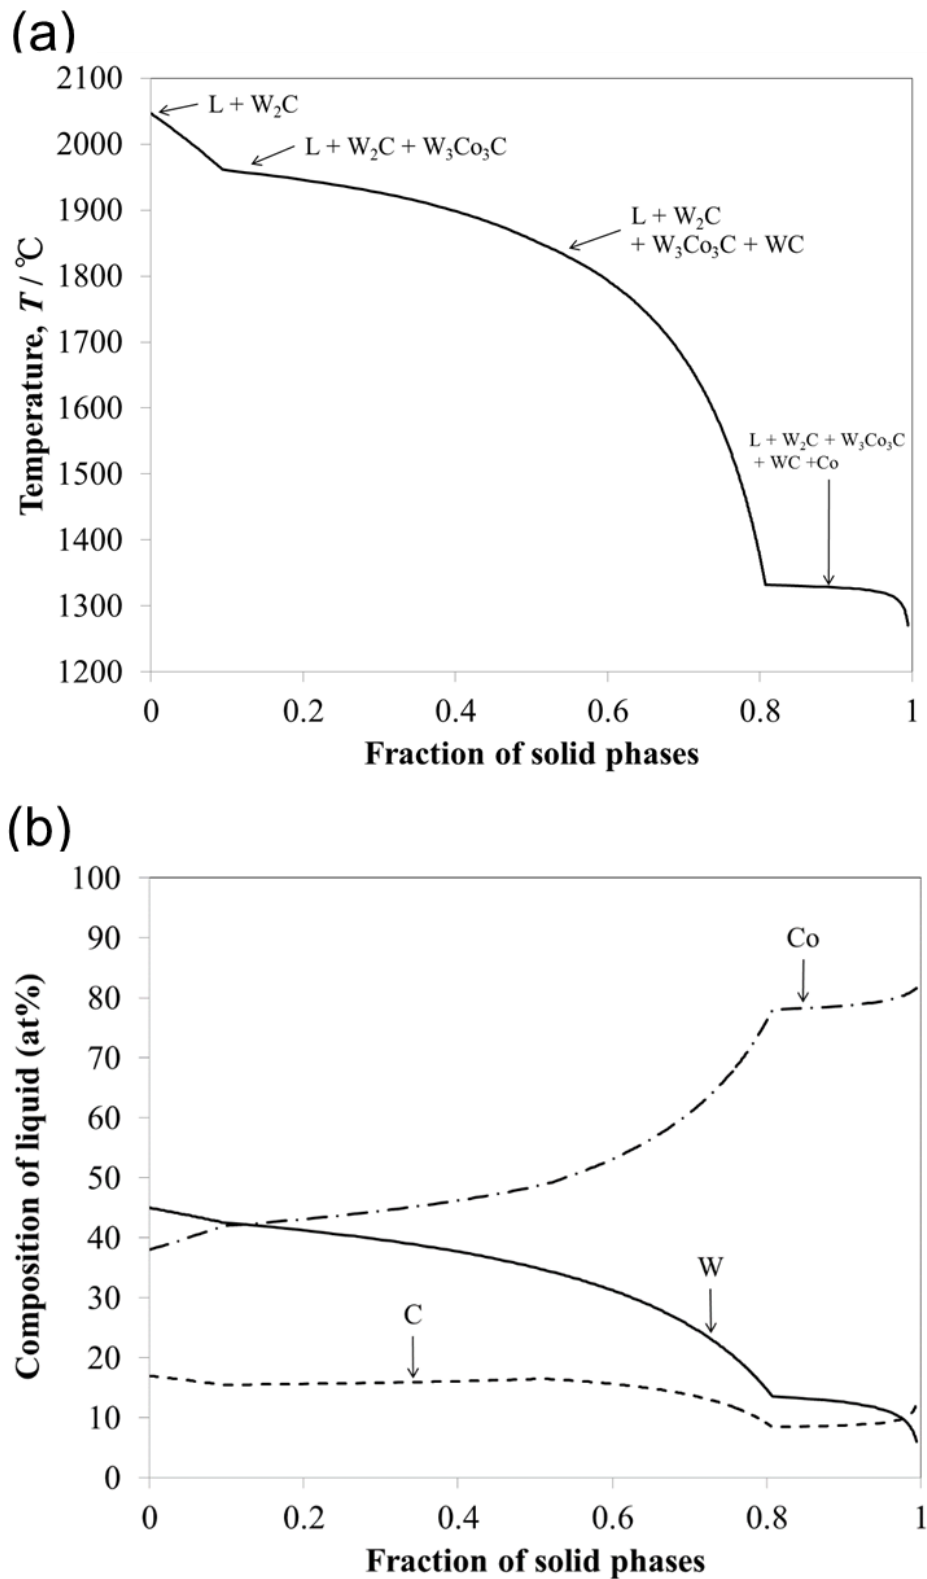 (a)
2100
2000
1900
1800
1700
1600
1500
1400
1300
1200
Temperature, T / ℃
L + W₂C
L + W₂C + W₃Co₃C
L + W₂C
+ W₃Co₃C + WC
L + W₂C + W₃Co₃C
+ WC +Co
0 0.2 0.4 0.6 0.8 1
Fraction of solid phases
(b)
100
90
80
70
60
50
40
30
20
10
0
Composition of liquid (at%)
Co
W
C
0 0.2 0.4 0.6 0.8 1
Fraction of solid phases